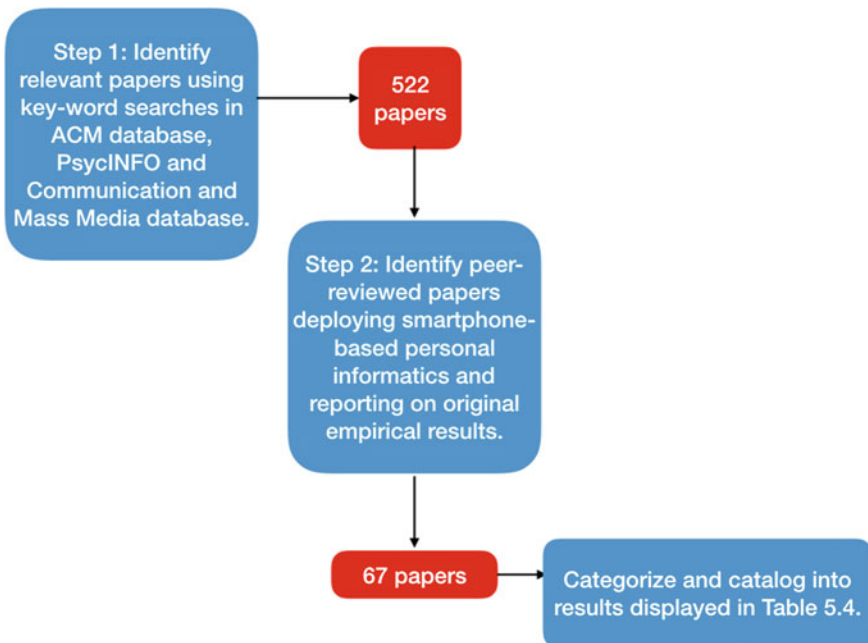 Step 1: Identify
relevant papers using
key-word searches in
ACM database,
PsycINFO and
Communication and
Mass Media database.
522
papers
Step 2: Identify peer-
reviewed papers
deploying smartphone-
based personal
informatics and
reporting on original
empirical results.
67 papers
Categorize and catalog into
results displayed in Table 5.4.